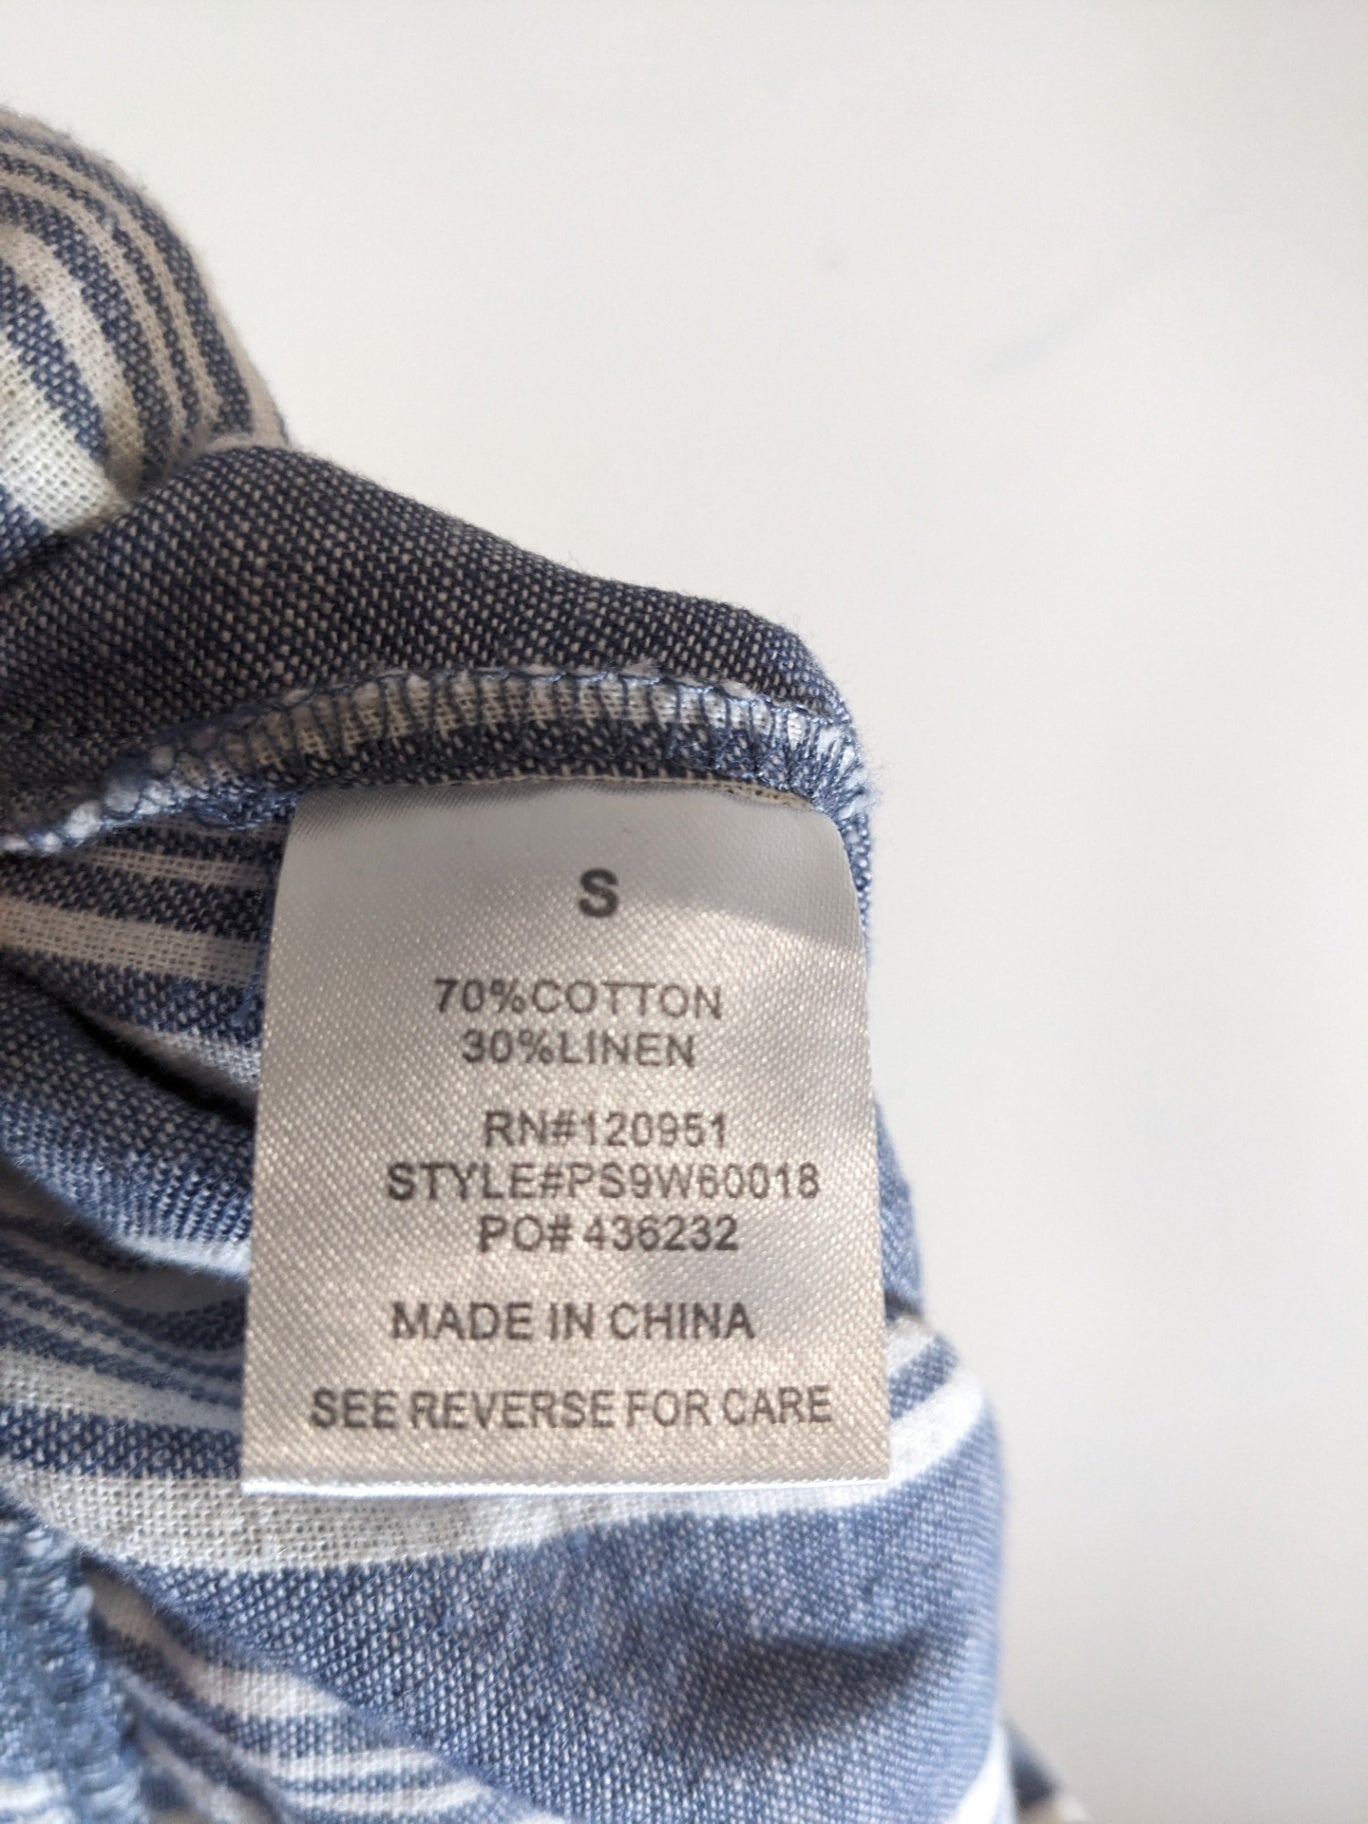 S
70%COTTON
30%LINEN
RN#120951
STYLE#PS9W60018
PO# 436232
MADE IN CHINA
SEE REVERSE FOR CARE